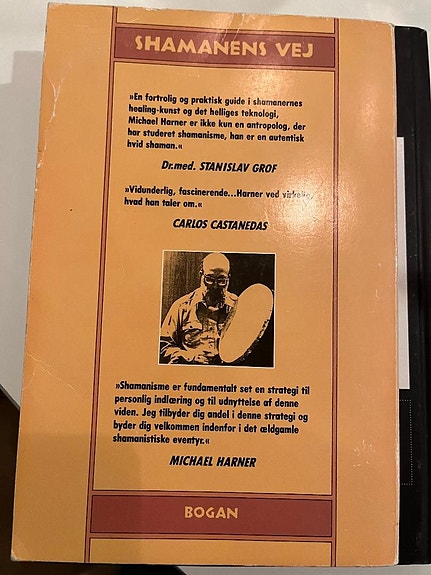 SHAMANENS VEJ
»En fortrolig og praktisk guide i shamanernes
healing-kunst og det helliges teknologi,
Michael Harner er ikke kun en antropolog, der
har studeret shamanisme, han er en autentisk
hvid shaman.«
Dr.med. STANISLAV GROF
»Vidunderlig, fascinerende...Harner ved virkelig,
hvad han taler om.«
CARLOS CASTANEDAS
»Shamanisme er fundamentalt set en strategi til
personlig indlæring og til udnyttelse af denne
viden. Jeg tilbyder dig andel i denne strategi og
byder dig velkommen indenfor i det ældgamle
shamanistiske eventyr.«
MICHAEL HARNER
BOGAN